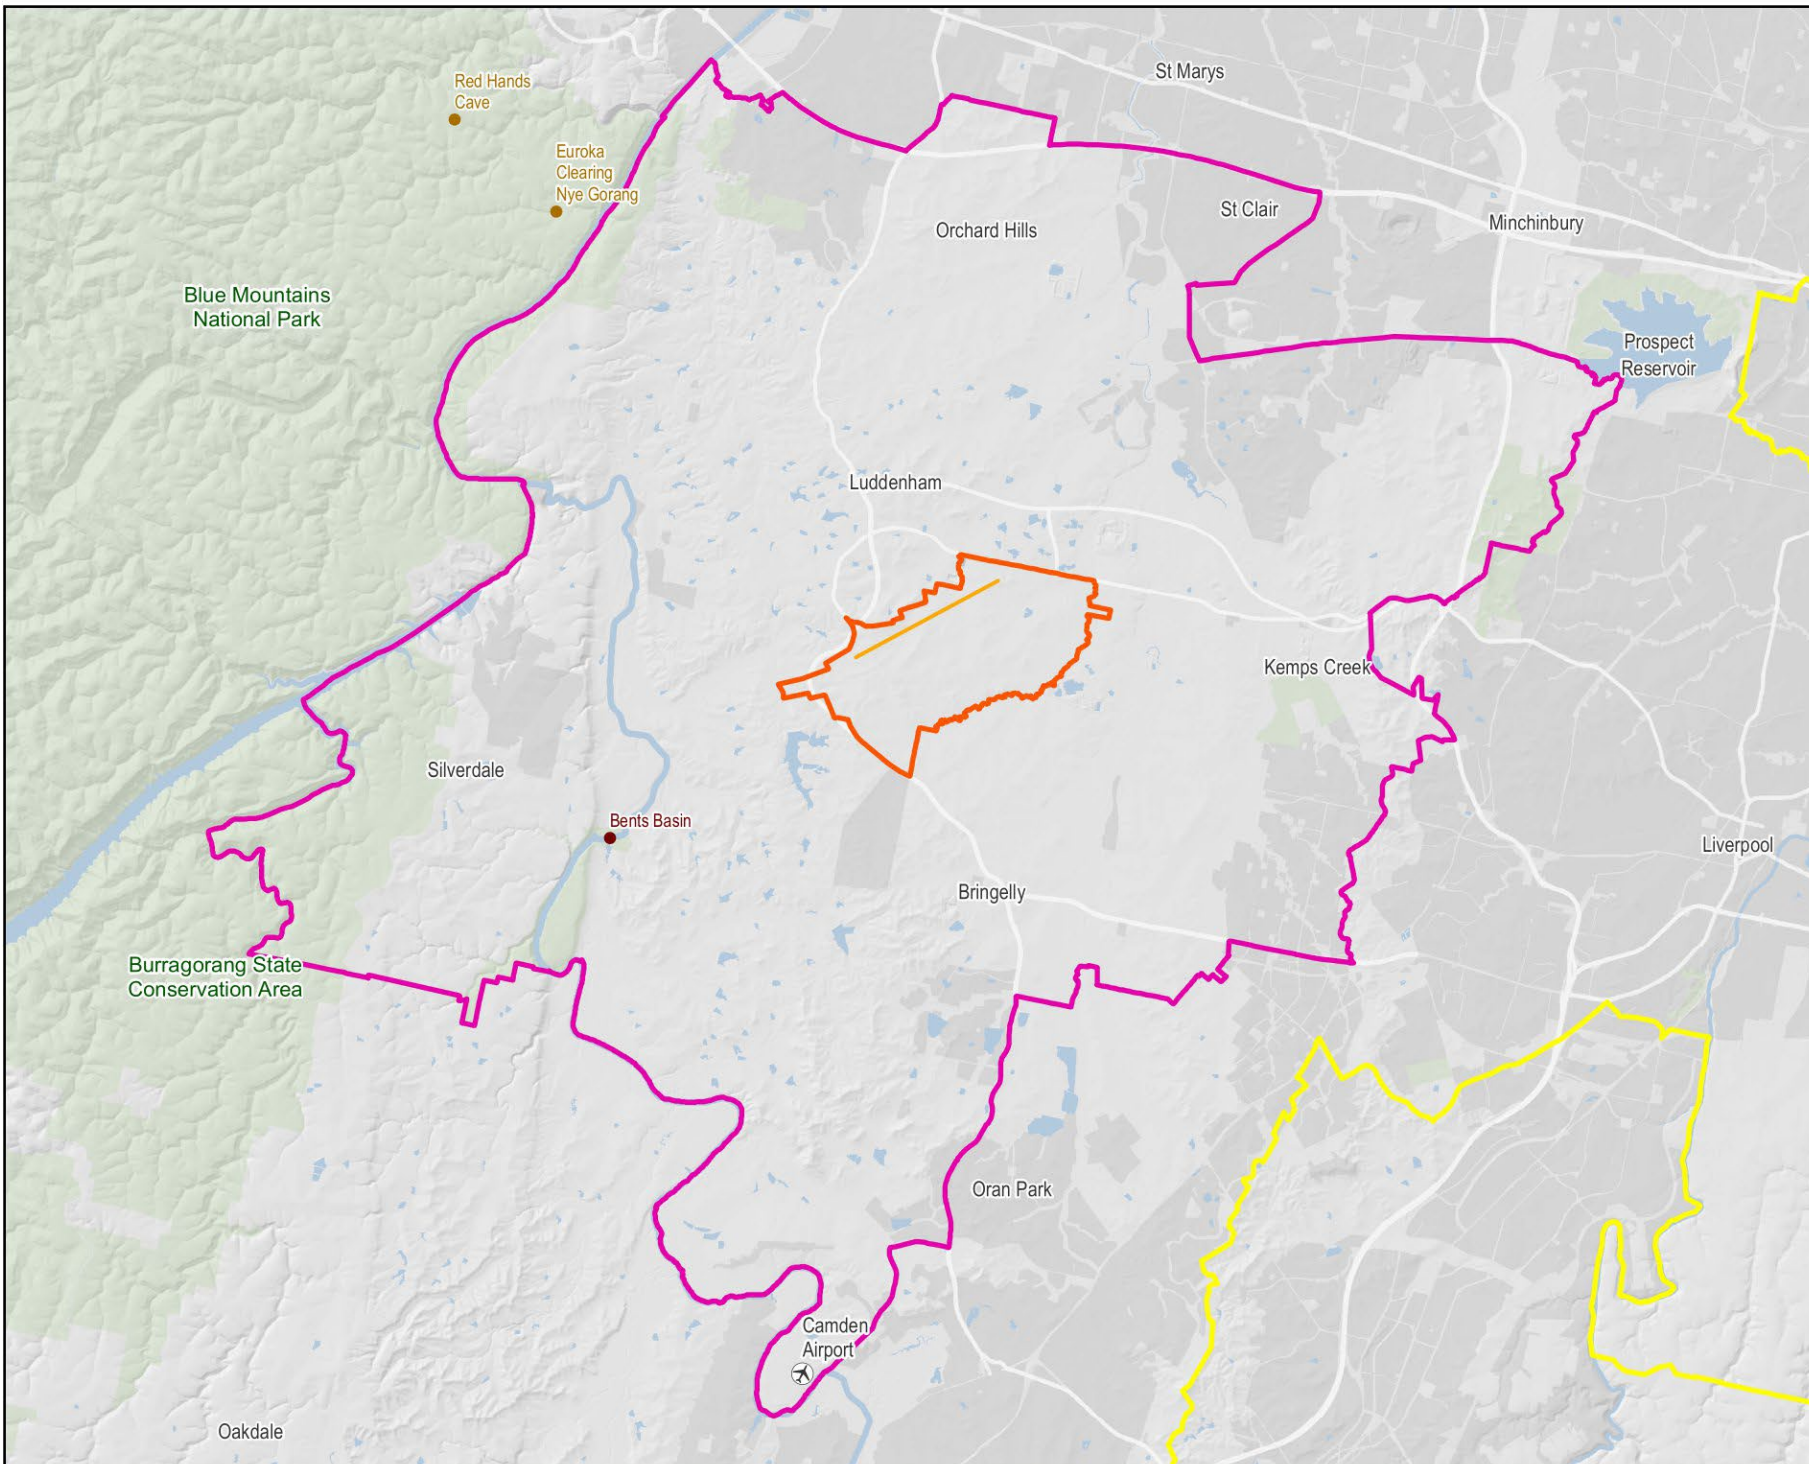 St Marys
Red Hands
Cave
Euroka
Clearing
Nye Gorang
St Clair
Minchinbury
Orchard Hills
Blue Mountains
National Park
Prospect
Reservoir
Luddenham
Kemps Creek
Silverdale
Bents Basin
Liverpool
Bringelly
Burragorang State
Conservation Area
Oran Park
Camden
Airport
Oakdale